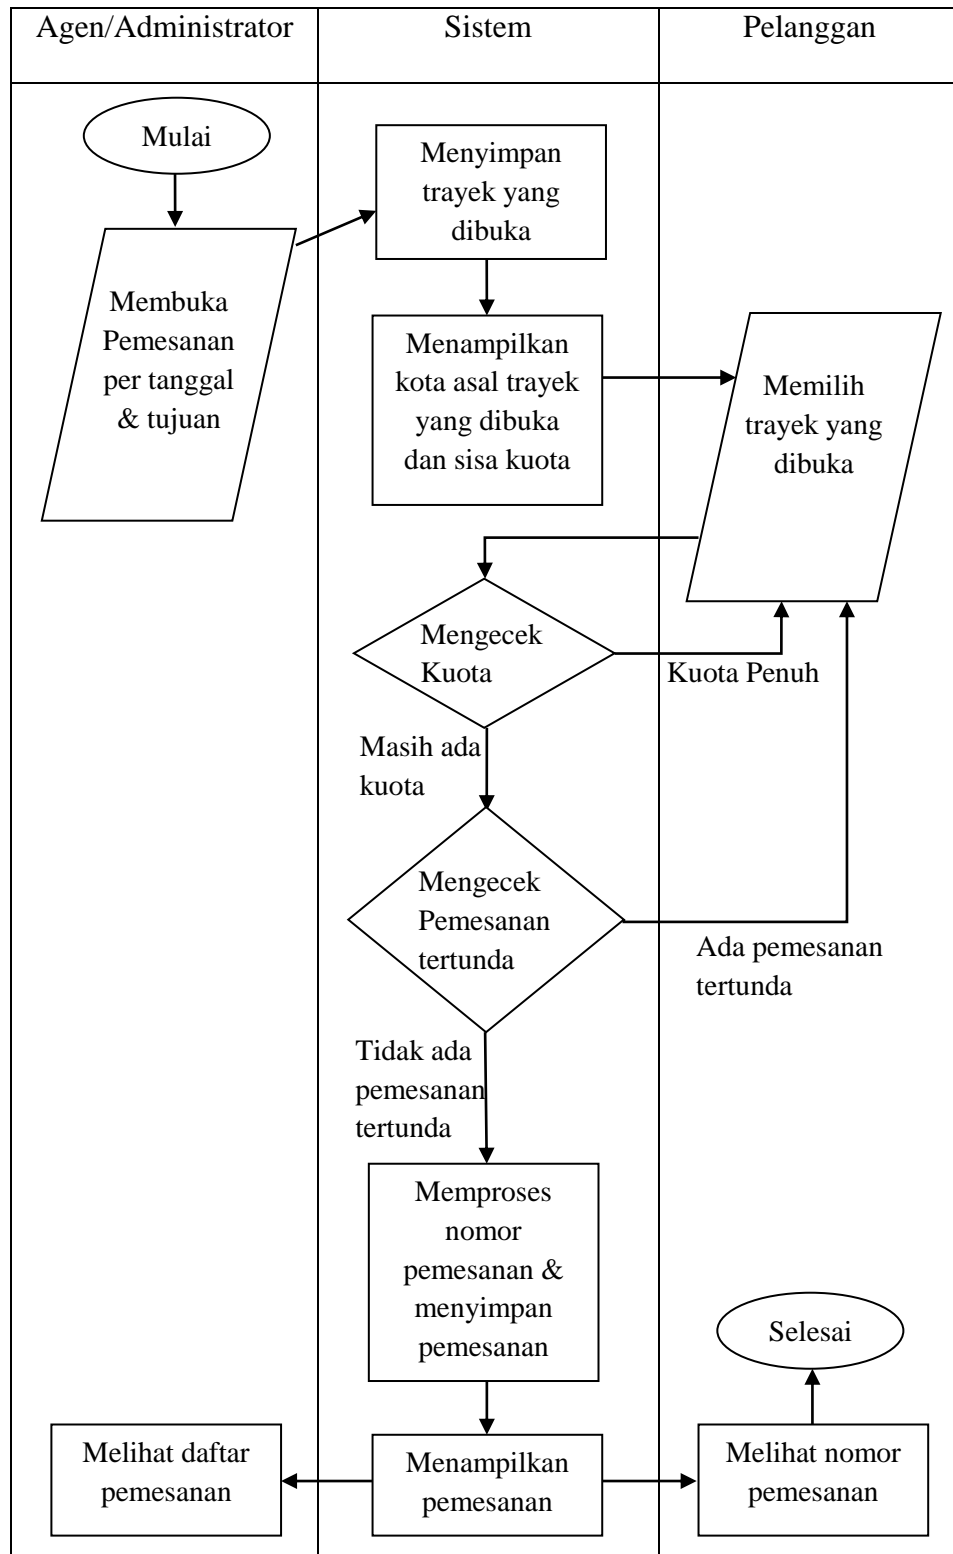 Agen/Administrator
Sistem
Pelanggan
Mulai
Menyimpan
trayek yang
dibuka
Membuka
Pemesanan
per tanggal
& tujuan
Menampilkan
kota asal trayek
yang dibuka
dan sisa kuota
Memilih
trayek yang
dibuka
Mengecek
Kuota
Kuota Penuh
Masih ada
kuota
Mengecek
Pemesanan
tertunda
Ada pemesanan
tertunda
Tidak ada
pemesanan
tertunda
Memproses
nomor
pemesanan &
menyimpan
pemesanan
Selesai
Melihat daftar
pemesanan
Menampilkan
pemesanan
Melihat nomor
pemesanan